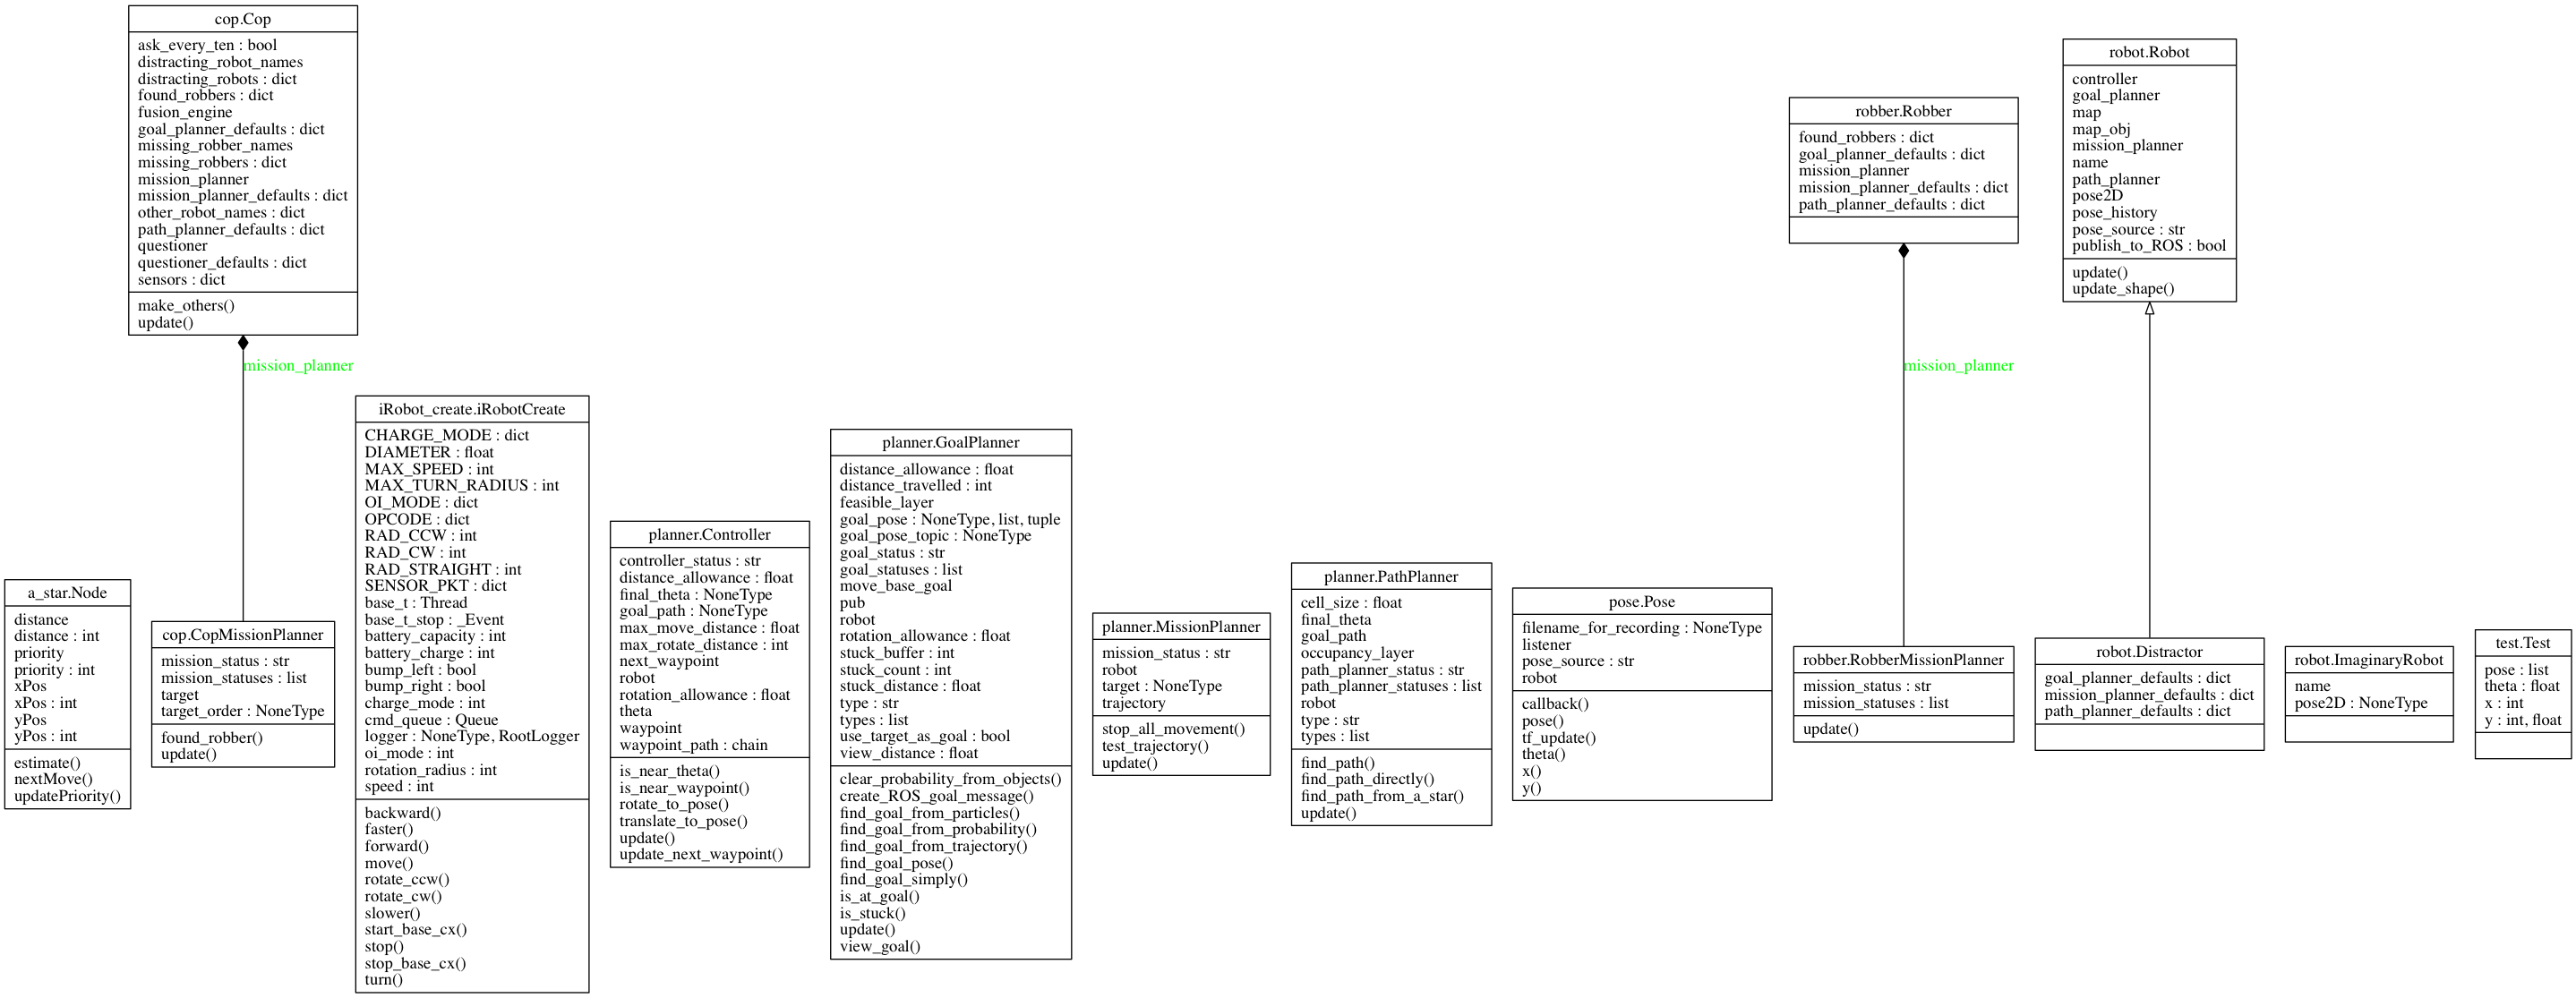 cop.Cop
ask_every_ten : bool
distracting_robot_names
distracting_robots : dict
found_robbers : dict
fusion_engine
goal_planner_defaults : dict
missing_robber_names
missing_robbers : dict
mission_planner
mission_planner_defaults : dict
other_robot_names : dict
path_planner_defaults : dict
questioner
questioner_defaults : dict
sensors : dict
make_others()
update()
mission_planner
robber.Robber
found_robbers : dict
goal_planner_defaults : dict
mission_planner
mission_planner_defaults : dict
path_planner_defaults : dict
mission_planner
robot.Robot
controller
goal_planner
map
map_obj
mission_planner
name
path_planner
pose2D
pose_history
pose_source : str
publish_to_ROS : bool
update()
update_shape()
a_star.Node
distance
distance : int
priority
priority : int
xPos
xPos : int
yPos
yPos : int
estimate()
nextMove()
updatePriority()
cop.CopMissionPlanner
mission_status : str
mission_statuses : list
target
target_order : NoneType
found_robber()
update()
iRobot_create.iRobotCreate
CHARGE_MODE : dict
DIAMETER : float
MAX_SPEED : int
MAX_TURN_RADIUS : int
OI_MODE : dict
OPCODE : dict
RAD_CCW : int
RAD_CW : int
RAD_STRAIGHT : int
SENSOR_PKT : dict
base_t : Thread
base_t_stop : _Event
battery_capacity : int
battery_charge : int
bump_left : bool
bump_right : bool
charge_mode : int
cmd_queue : Queue
logger : NoneType, RootLogger
oi_mode : int
rotation_radius : int
speed : int
backward()
faster()
forward()
move()
rotate_ccw()
rotate_cw()
slower()
start_base_cx()
stop()
stop_base_cx()
turn()
planner.Controller
controller_status : str
distance_allowance : float
final_theta : NoneType
goal_path : NoneType
max_move_distance : float
max_rotate_distance : int
next_waypoint
robot
rotation_allowance : float
theta
waypoint
waypoint_path : chain
is_near_theta()
is_near_waypoint()
rotate_to_pose()
translate_to_pose()
update()
update_next_waypoint()
planner.GoalPlanner
distance_allowance : float
distance_travelled : int
feasible_layer
goal_pose : NoneType, list, tuple
goal_pose_topic : NoneType
goal_status : str
goal_statuses : list
move_base_goal
pub
robot
rotation_allowance : float
stuck_buffer : int
stuck_count : int
stuck_distance : float
type : str
types : list
use_target_as_goal : bool
view_distance : float
clear_probability_from_objects()
create_ROS_goal_message()
find_goal_from_particles()
find_goal_from_probability()
find_goal_from_trajectory()
find_goal_pose()
find_goal_simply()
is_at_goal()
is_stuck()
update()
view_goal()
planner.MissionPlanner
mission_status : str
robot
target : NoneType
trajectory
stop_all_movement()
test_trajectory()
update()
planner.PathPlanner
cell_size : float
final_theta
goal_path
occupancy_layer
path_planner_status : str
path_planner_statuses : list
robot
type : str
types : list
find_path()
find_path_directly()
find_path_from_a_star()
update()
pose.Pose
filename_for_recording : NoneType
listener
pose_source : str
robot
callback()
pose()
tf_update()
theta()
x()
y()
robber.RobberMissionPlanner
mission_status : str
mission_statuses : list
update()
robot.Distractor
goal_planner_defaults : dict
mission_planner_defaults : dict
path_planner_defaults : dict
robot.ImaginaryRobot
name
pose2D : NoneType
test.Test
pose : list
theta : float
x : int
y : int, float